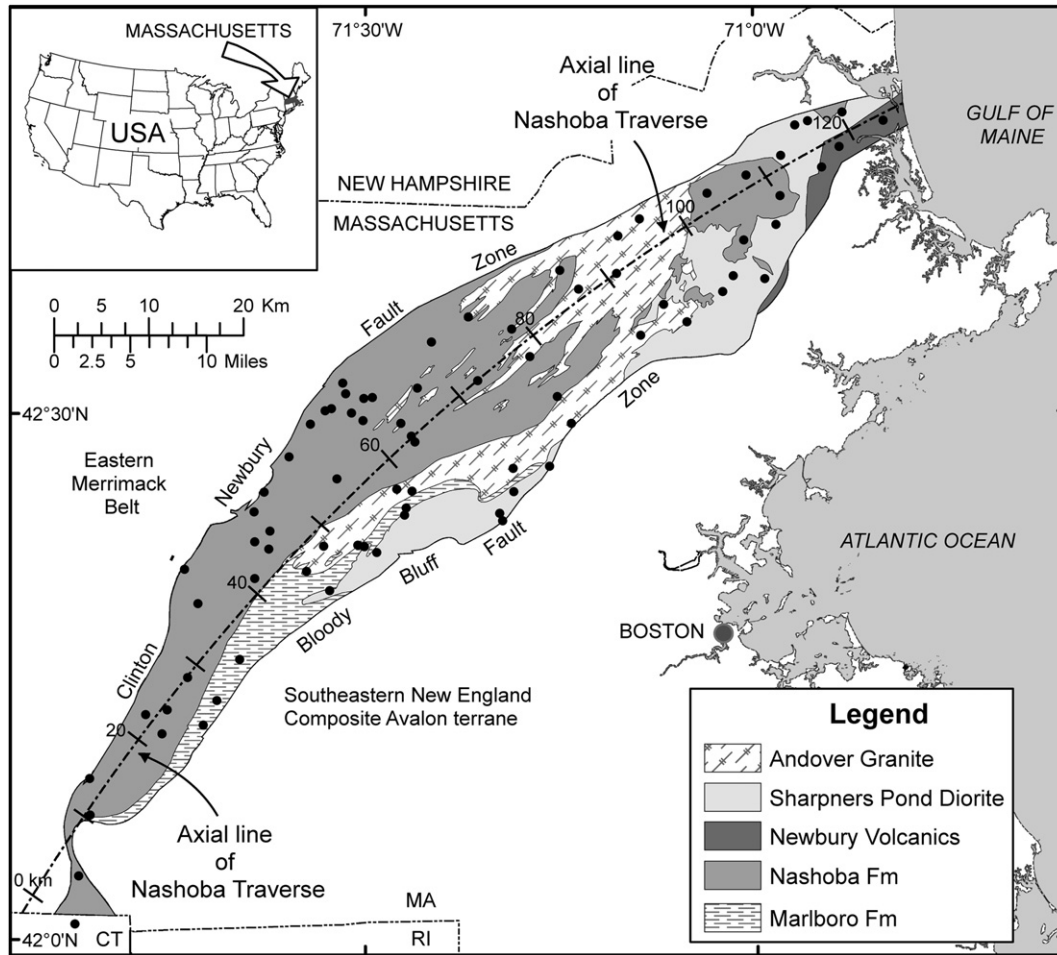 MASSACHUSETTS
USA
71°30'W
71°0'W
Axial line
of
Nashoba Traverse
GULF OF
MAINE
NEW HAMPSHIRE
MASSACHUSETTS
120
100
80
60
40
20
0 km
0 5 10 20 Km
0 2.5 5 10 Miles
42°30'N
Eastern
Merrimack
Belt
Clinton
Newbury
Fault
Zone
Bloody
Bluff
Fault
Zone
ATLANTIC OCEAN
BOSTON
Southeastern New England
Composite Avalon terrane
Axial line
of
Nashoba Traverse
42°0'N
CT
MA
RI
Legend
Andover Granite
Sharpners Pond Diorite
Newbury Volcanics
Nashoba Fm
Marlboro Fm